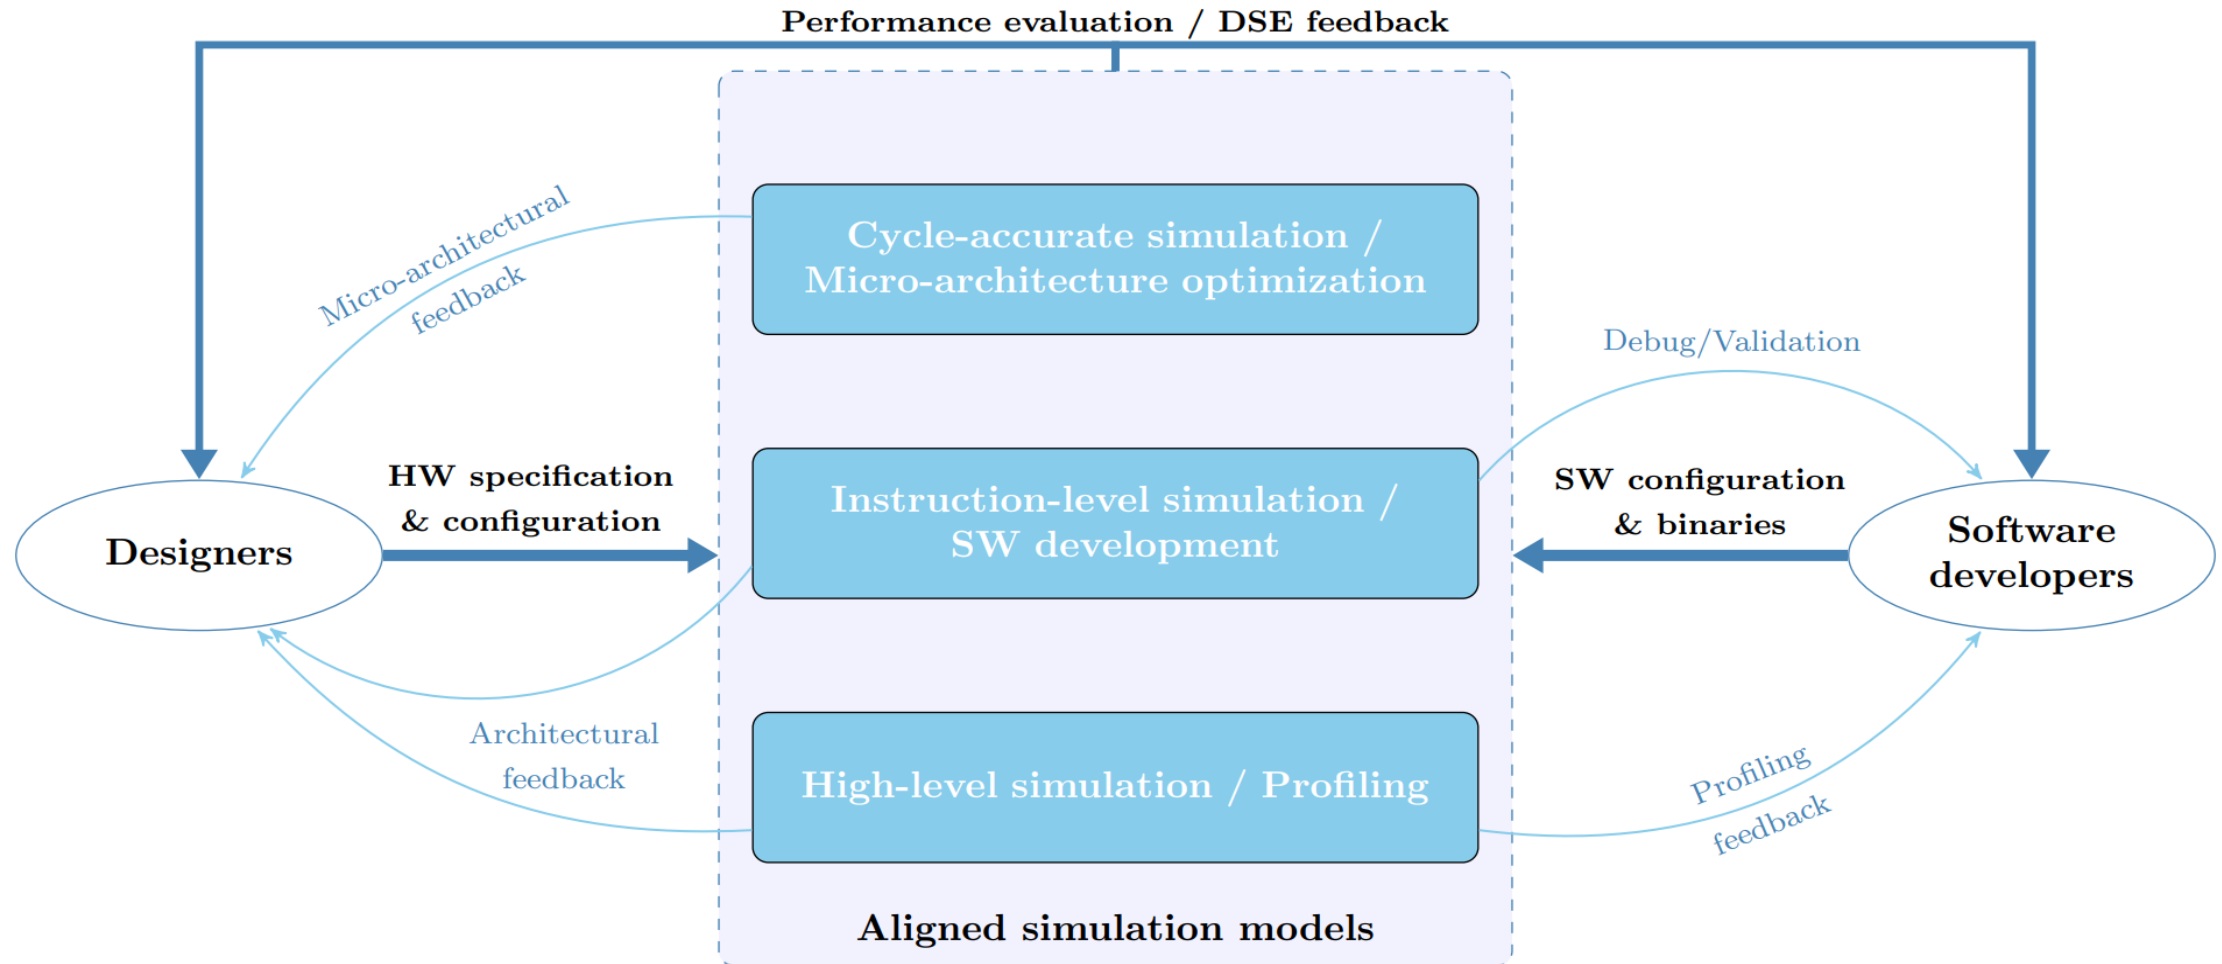 Performance evaluation / DSE feedback
Micro-architectural
feedback
Cycle-accurate simulation /
Micro-architecture optimization
Debug/Validation
HW specification
& configuration
Designers
Instruction-level simulation /
SW development
SW configuration
& binaries
Software
developers
Architectural
feedback
High-level simulation / Profiling
Profiling
feedback
Aligned simulation models